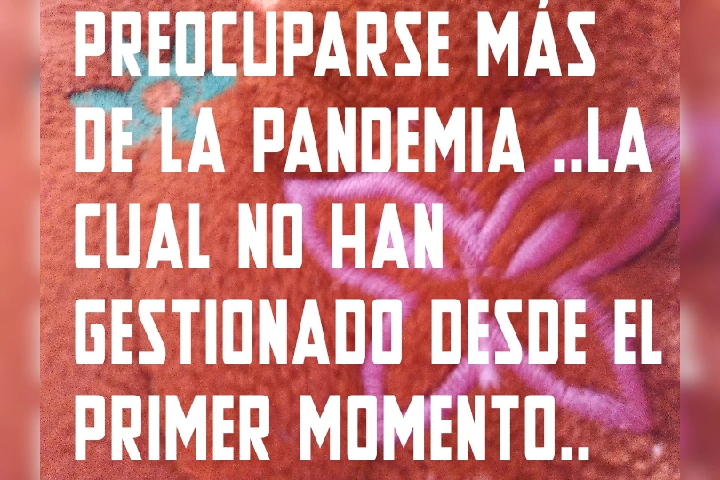 PREOCUPARSE MÁS
DE LA PANDEMIA ..LA
CUAL NO HAN
GESTIONADO DESDE EL
PRIMER MOMENTO..